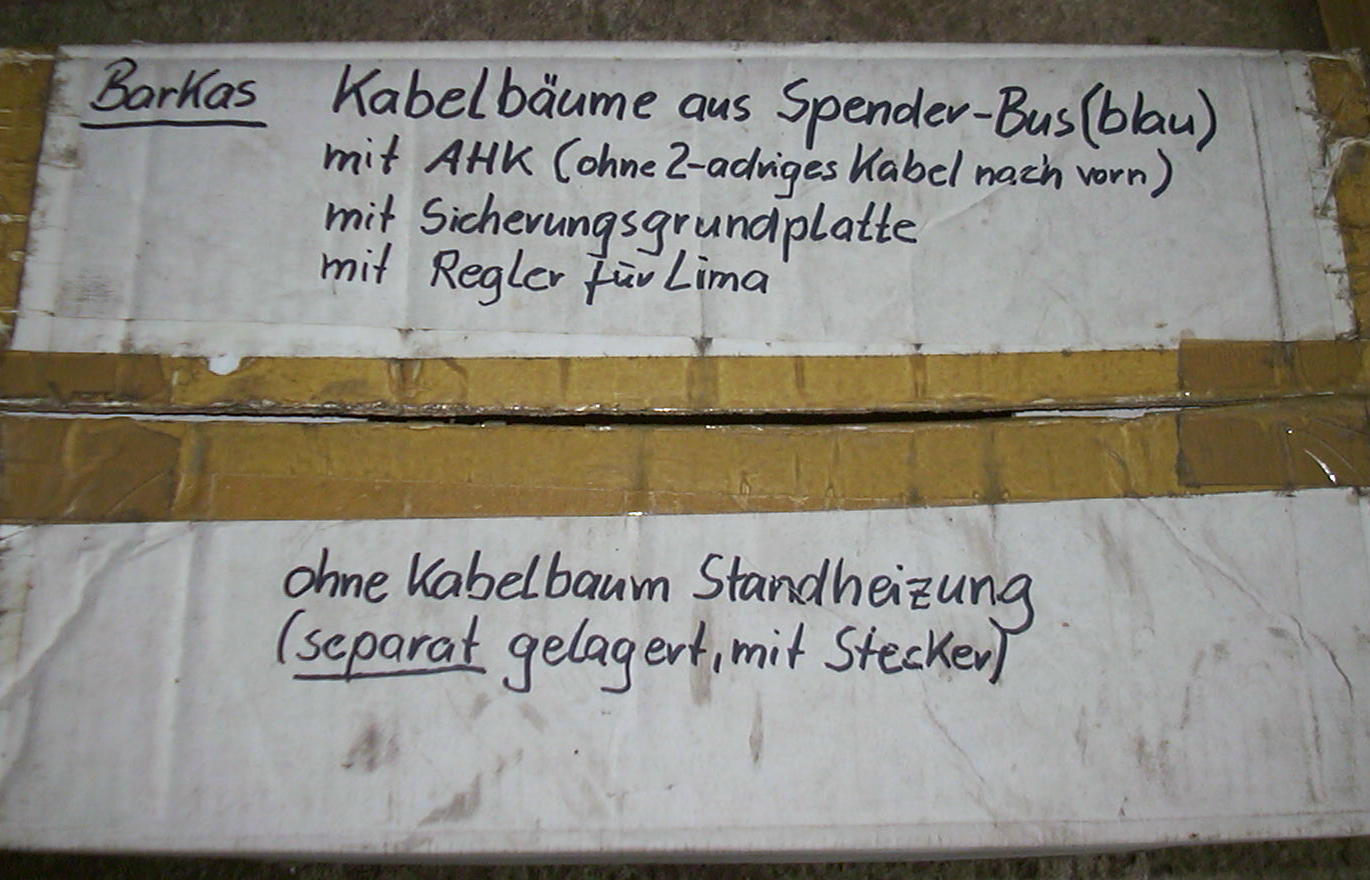 Barkas Kabelbäume aus Spender-Bus (blau)
mit AHK (ohne 2-adriges Kabel nach vorn)
mit Sicherungsgrundplatte
mit Regler für Lima
ohne Kabelbaum Standheizung
(separat gelagert, mit Stecker)